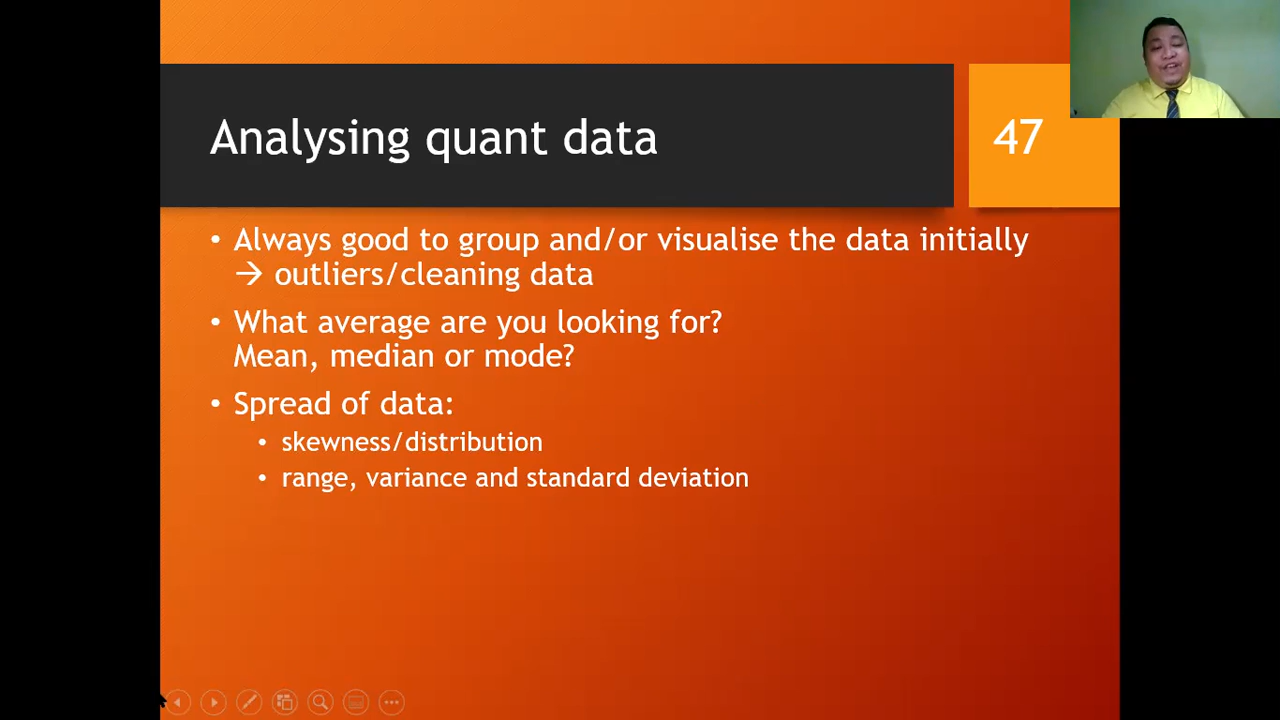 Analysing quant data
47
• Always good to group and/or visualise the data initially
→ outliers/cleaning data
• What average are you looking for?
Mean, median or mode?
• Spread of data:
• skewness/distribution
• range, variance and standard deviation